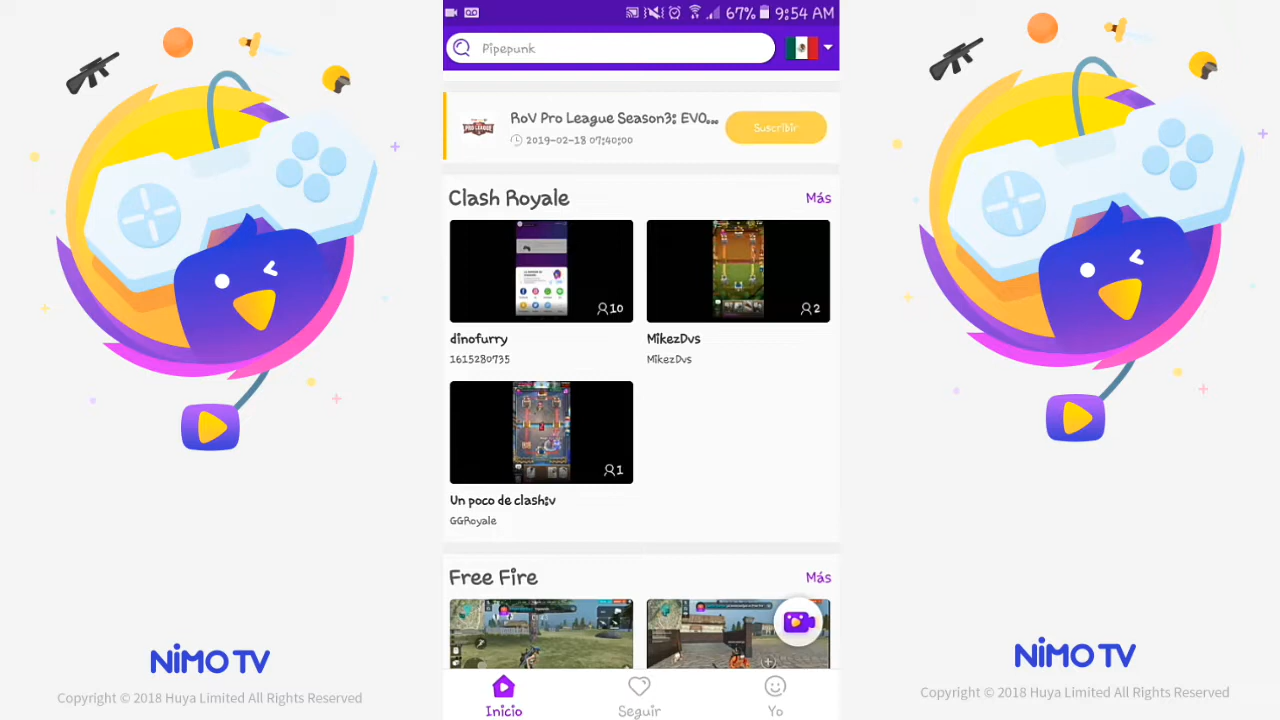 67% 9:54 AM
Pipepunk
RoV Pro League Season3: EVO...
2019-02-18 07:40:00
Suscribir
PRO LEAGUE
Clash Royale
Más
10
2
dinofurry
1615280735
MikezDvs
MikezDvs
1
Un poco de clash:v
GGRoyale
Free Fire
Más
Inicio
Seguir
Yo
NiMO TV
Copyright © 2018 Huya Limited All Rights Reserved
NiMO TV
Copyright © 2018 Huya Limited All Rights Reserved